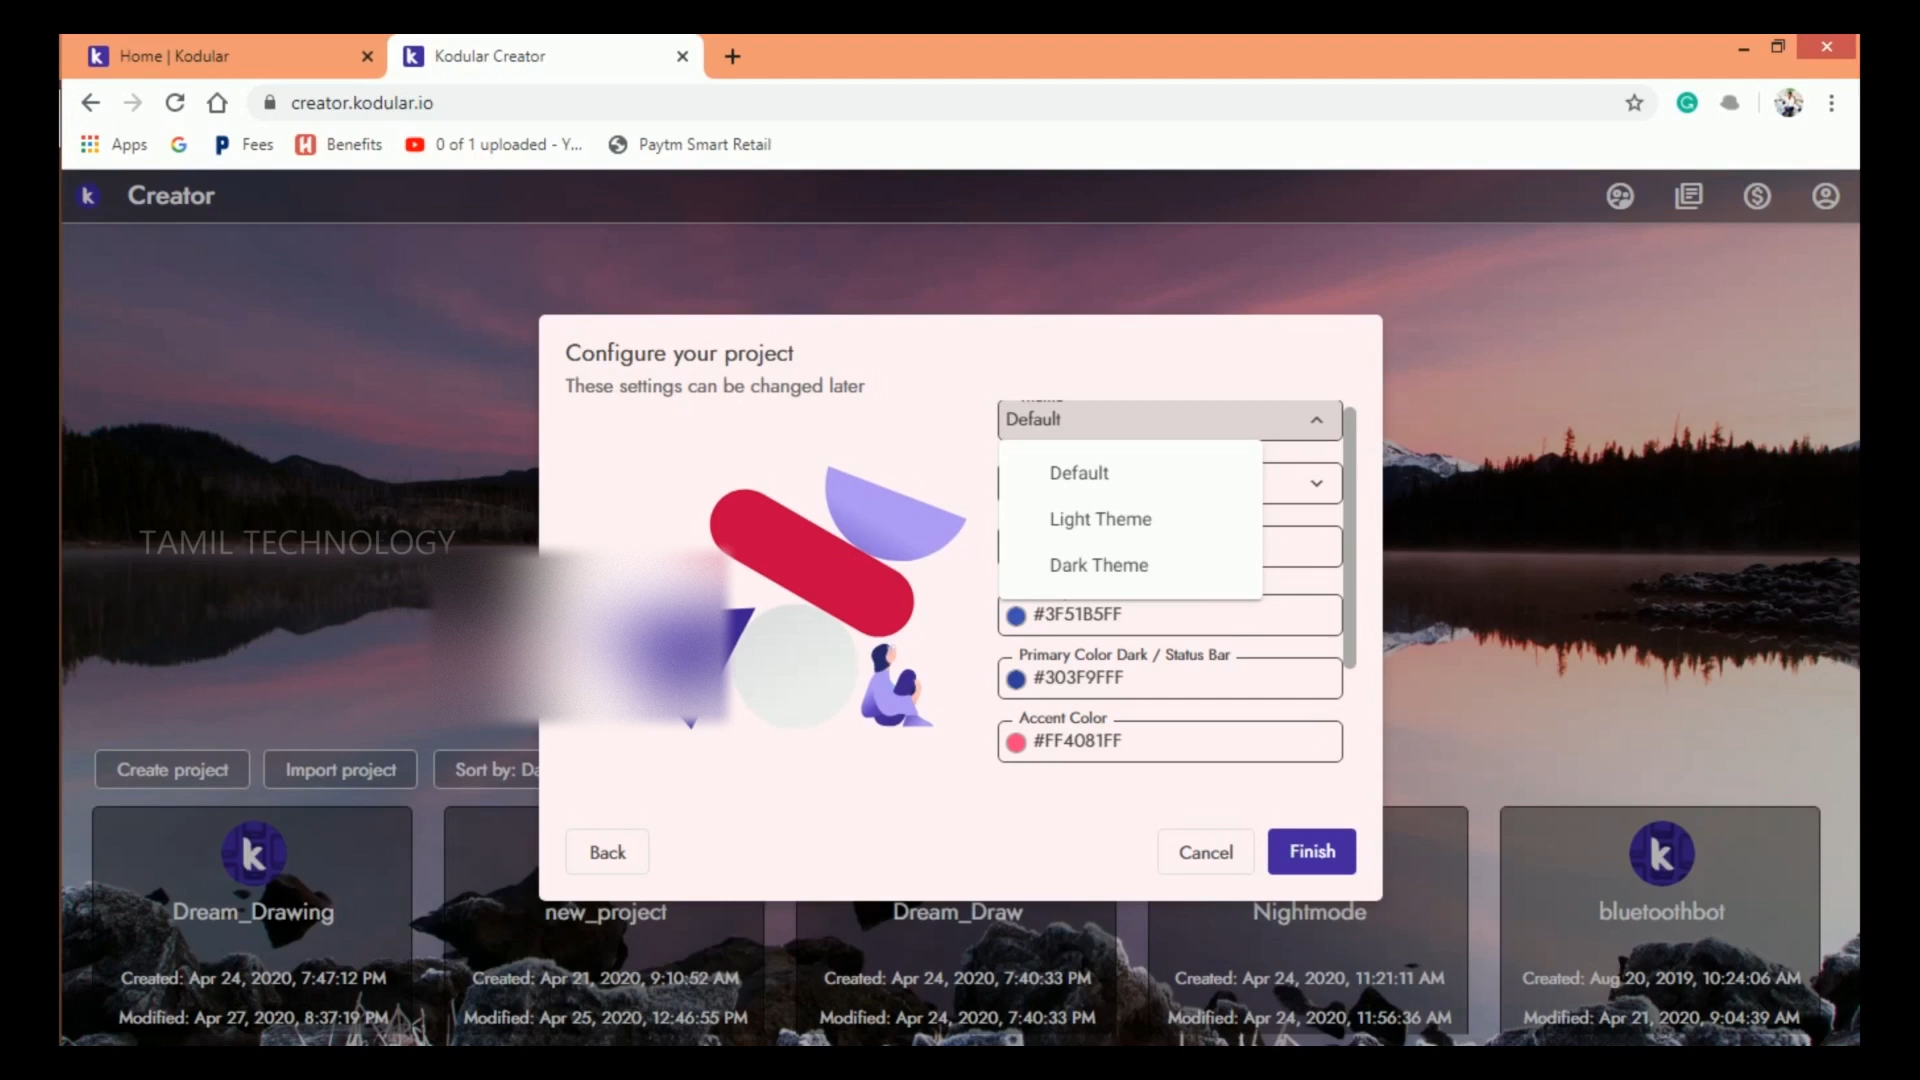 Home | Kodular
Kodular Creator
creator.kodular.io
Apps
Fees
Benefits
0 of 1 uploaded - Y...
Paytm Smart Retail
Creator
Configure your project
These settings can be changed later
Default
Default
Light Theme
Dark Theme
#3F51B5FF
Primary Color Dark / Status Bar
#303F9FFF
Accent Color
#FF4081FF
TAMIL TECHNOLOGY
Create project
Import project
Sort by: Da
Back
Cancel
Finish
Dream_Drawing
new_project
Dream_Draw
Nightmode
bluetoothbot
Created: Apr 24, 2020, 7:47:12 PM
Created: Apr 21, 2020, 9:10:52 AM
Created: Apr 24, 2020, 7:40:33 PM
Created: Apr 24, 2020, 11:21:11 AM
Created: Aug 20, 2019, 10:24:06 AM
Modified: Apr 27, 2020, 8:37:19 PM
Modified: Apr 25, 2020, 12:46:55 PM
Modified: Apr 24, 2020, 7:40:33 PM
Modified: Apr 24, 2020, 11:56:36 AM
Modified: Apr 21, 2020, 9:04:39 AM